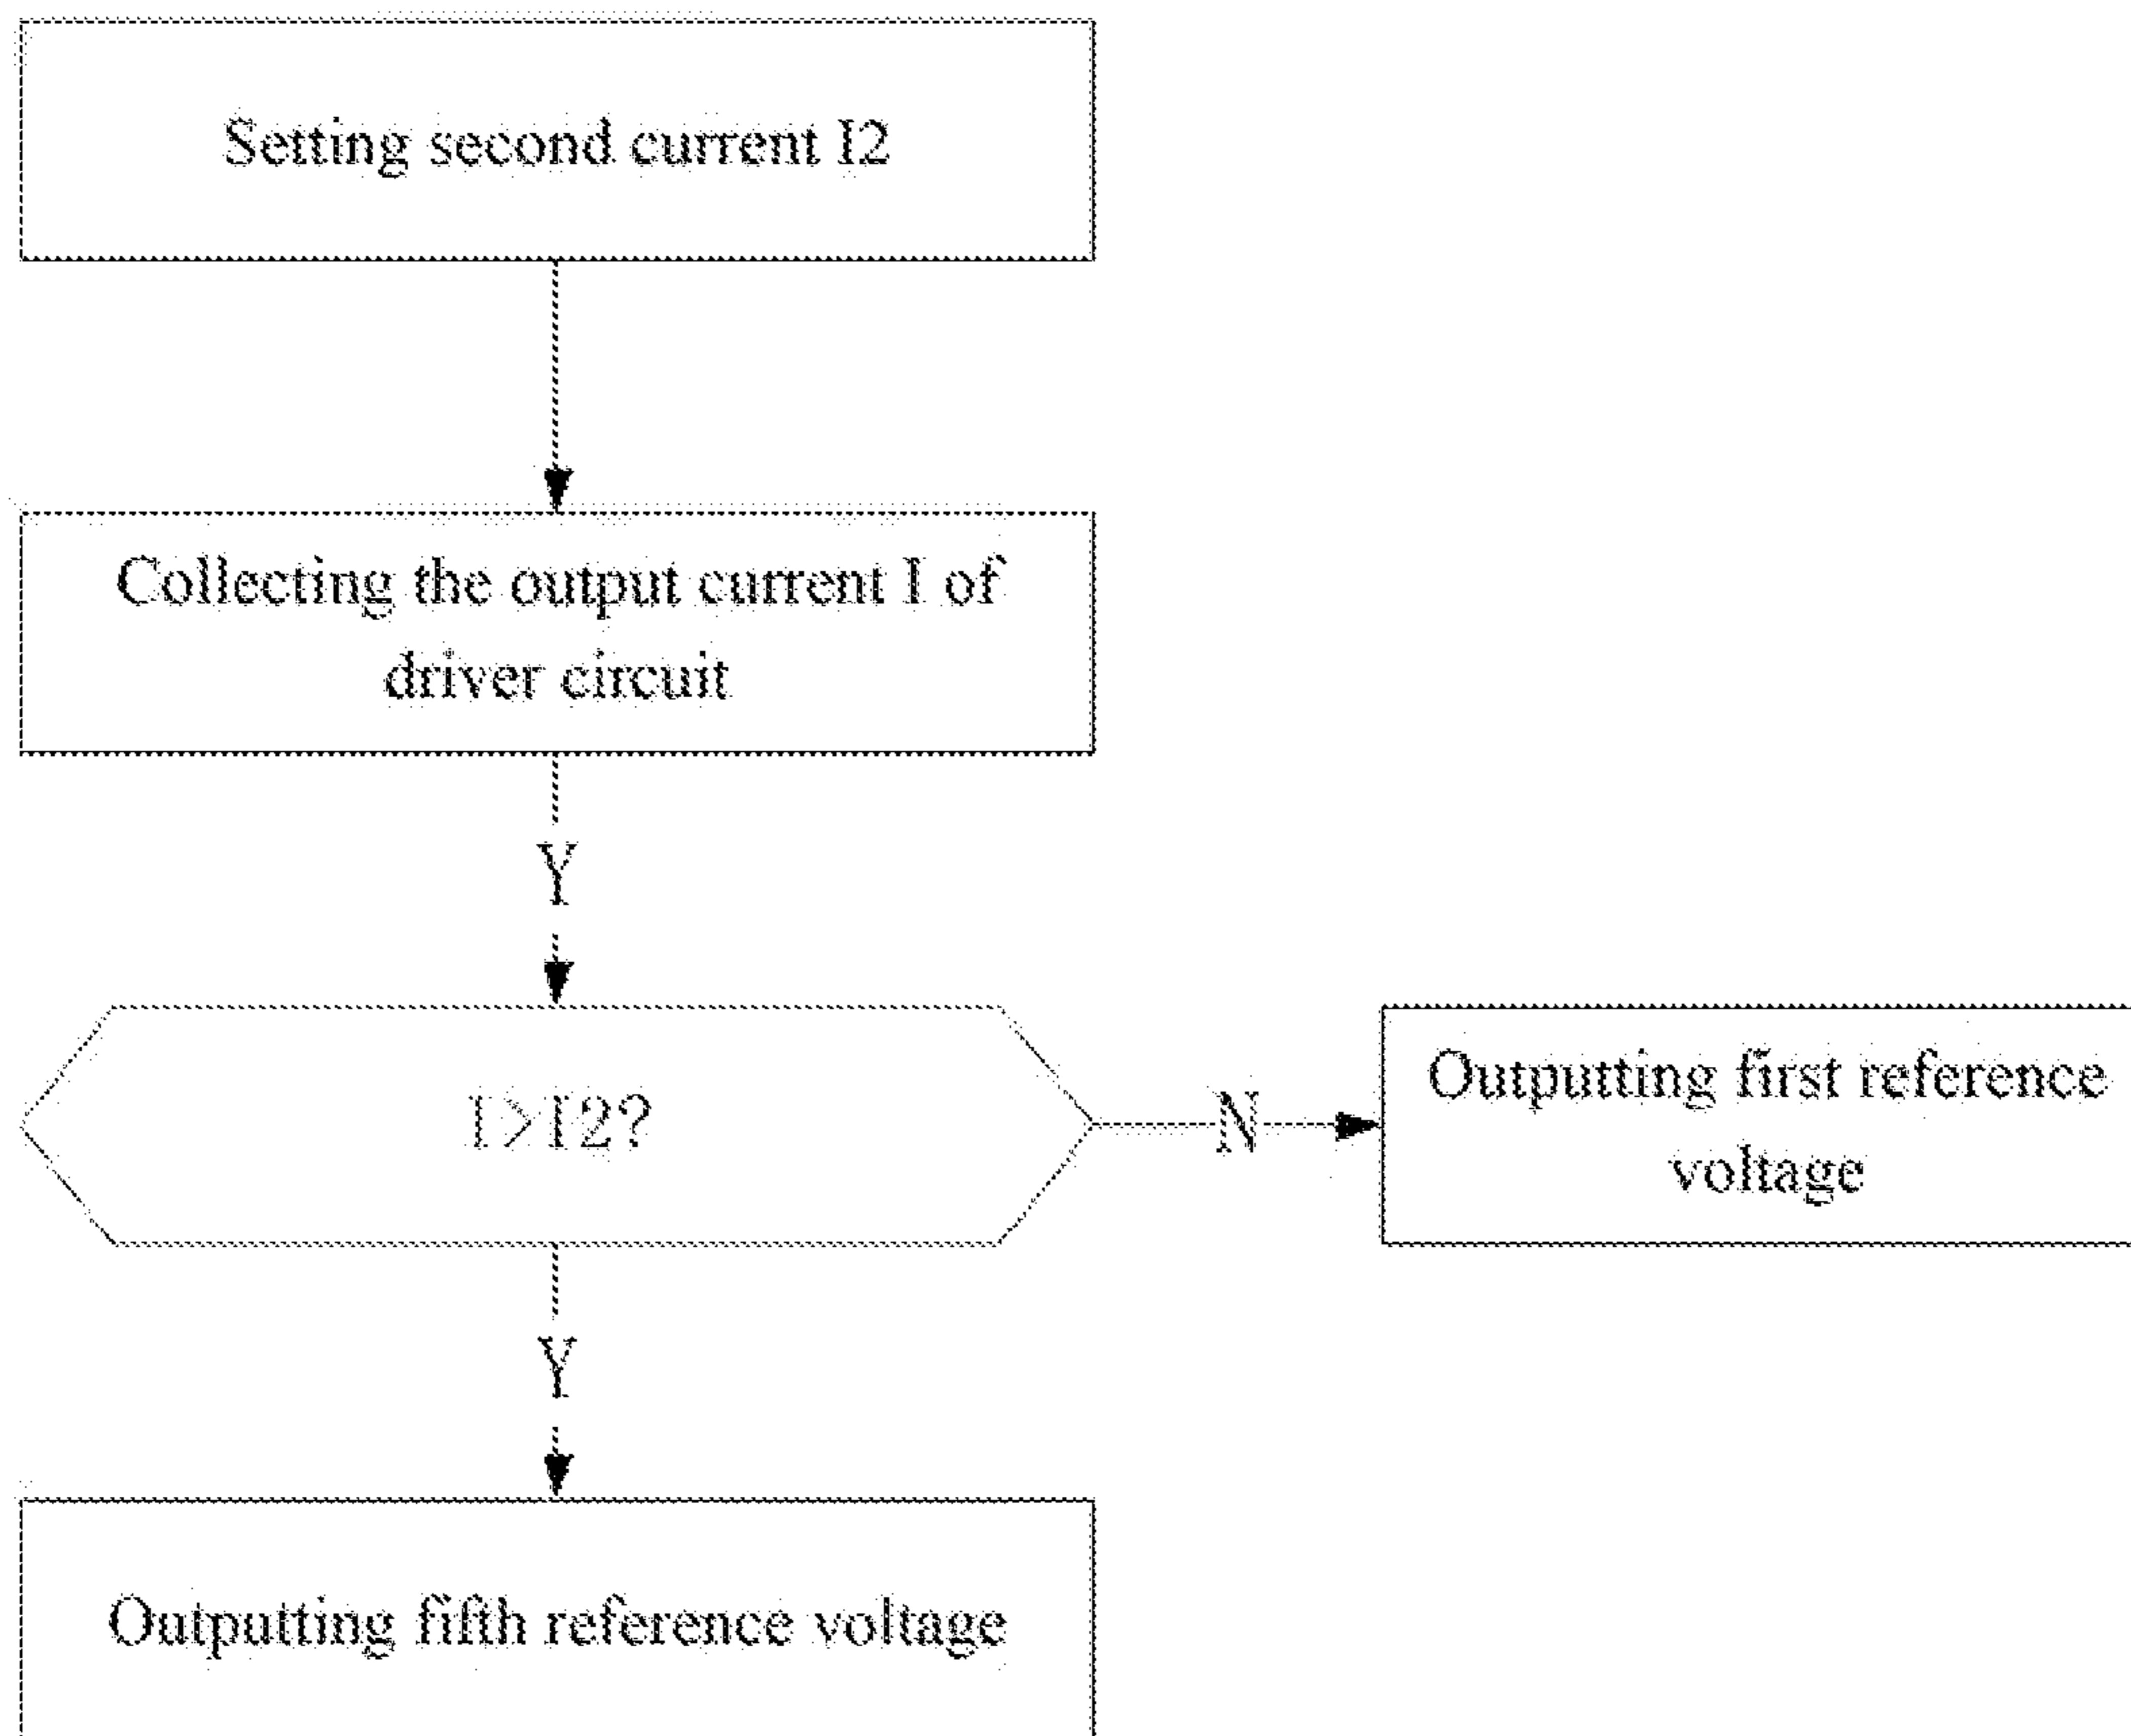 Setting second current I2
Collecting the output current I of
driver circuit
Y
I>I2?
N
Outputting first reference
voltage
Y
Outputting fifth reference voltage